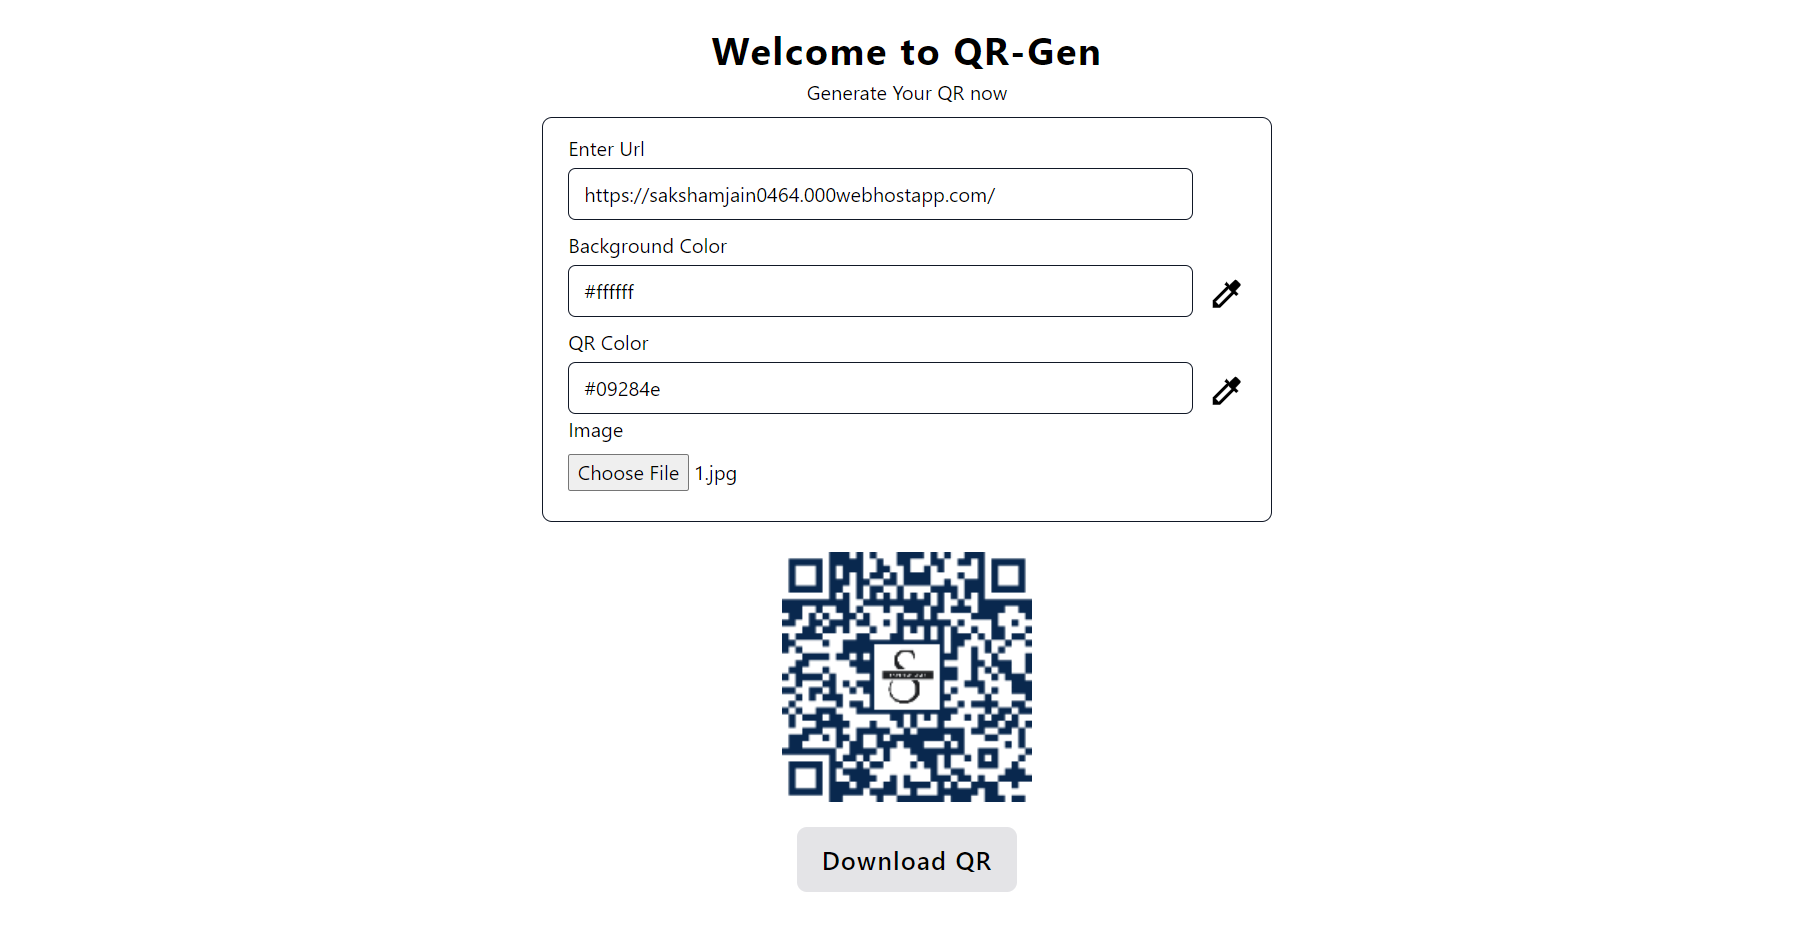 Welcome to QR-Gen
Generate Your QR now
Enter Url
https://sakshamjain0464.000webhostapp.com/
Background Color
#ffffff
QR Color
#09284e
Image
Choose File 1.jpg
S
Download QR